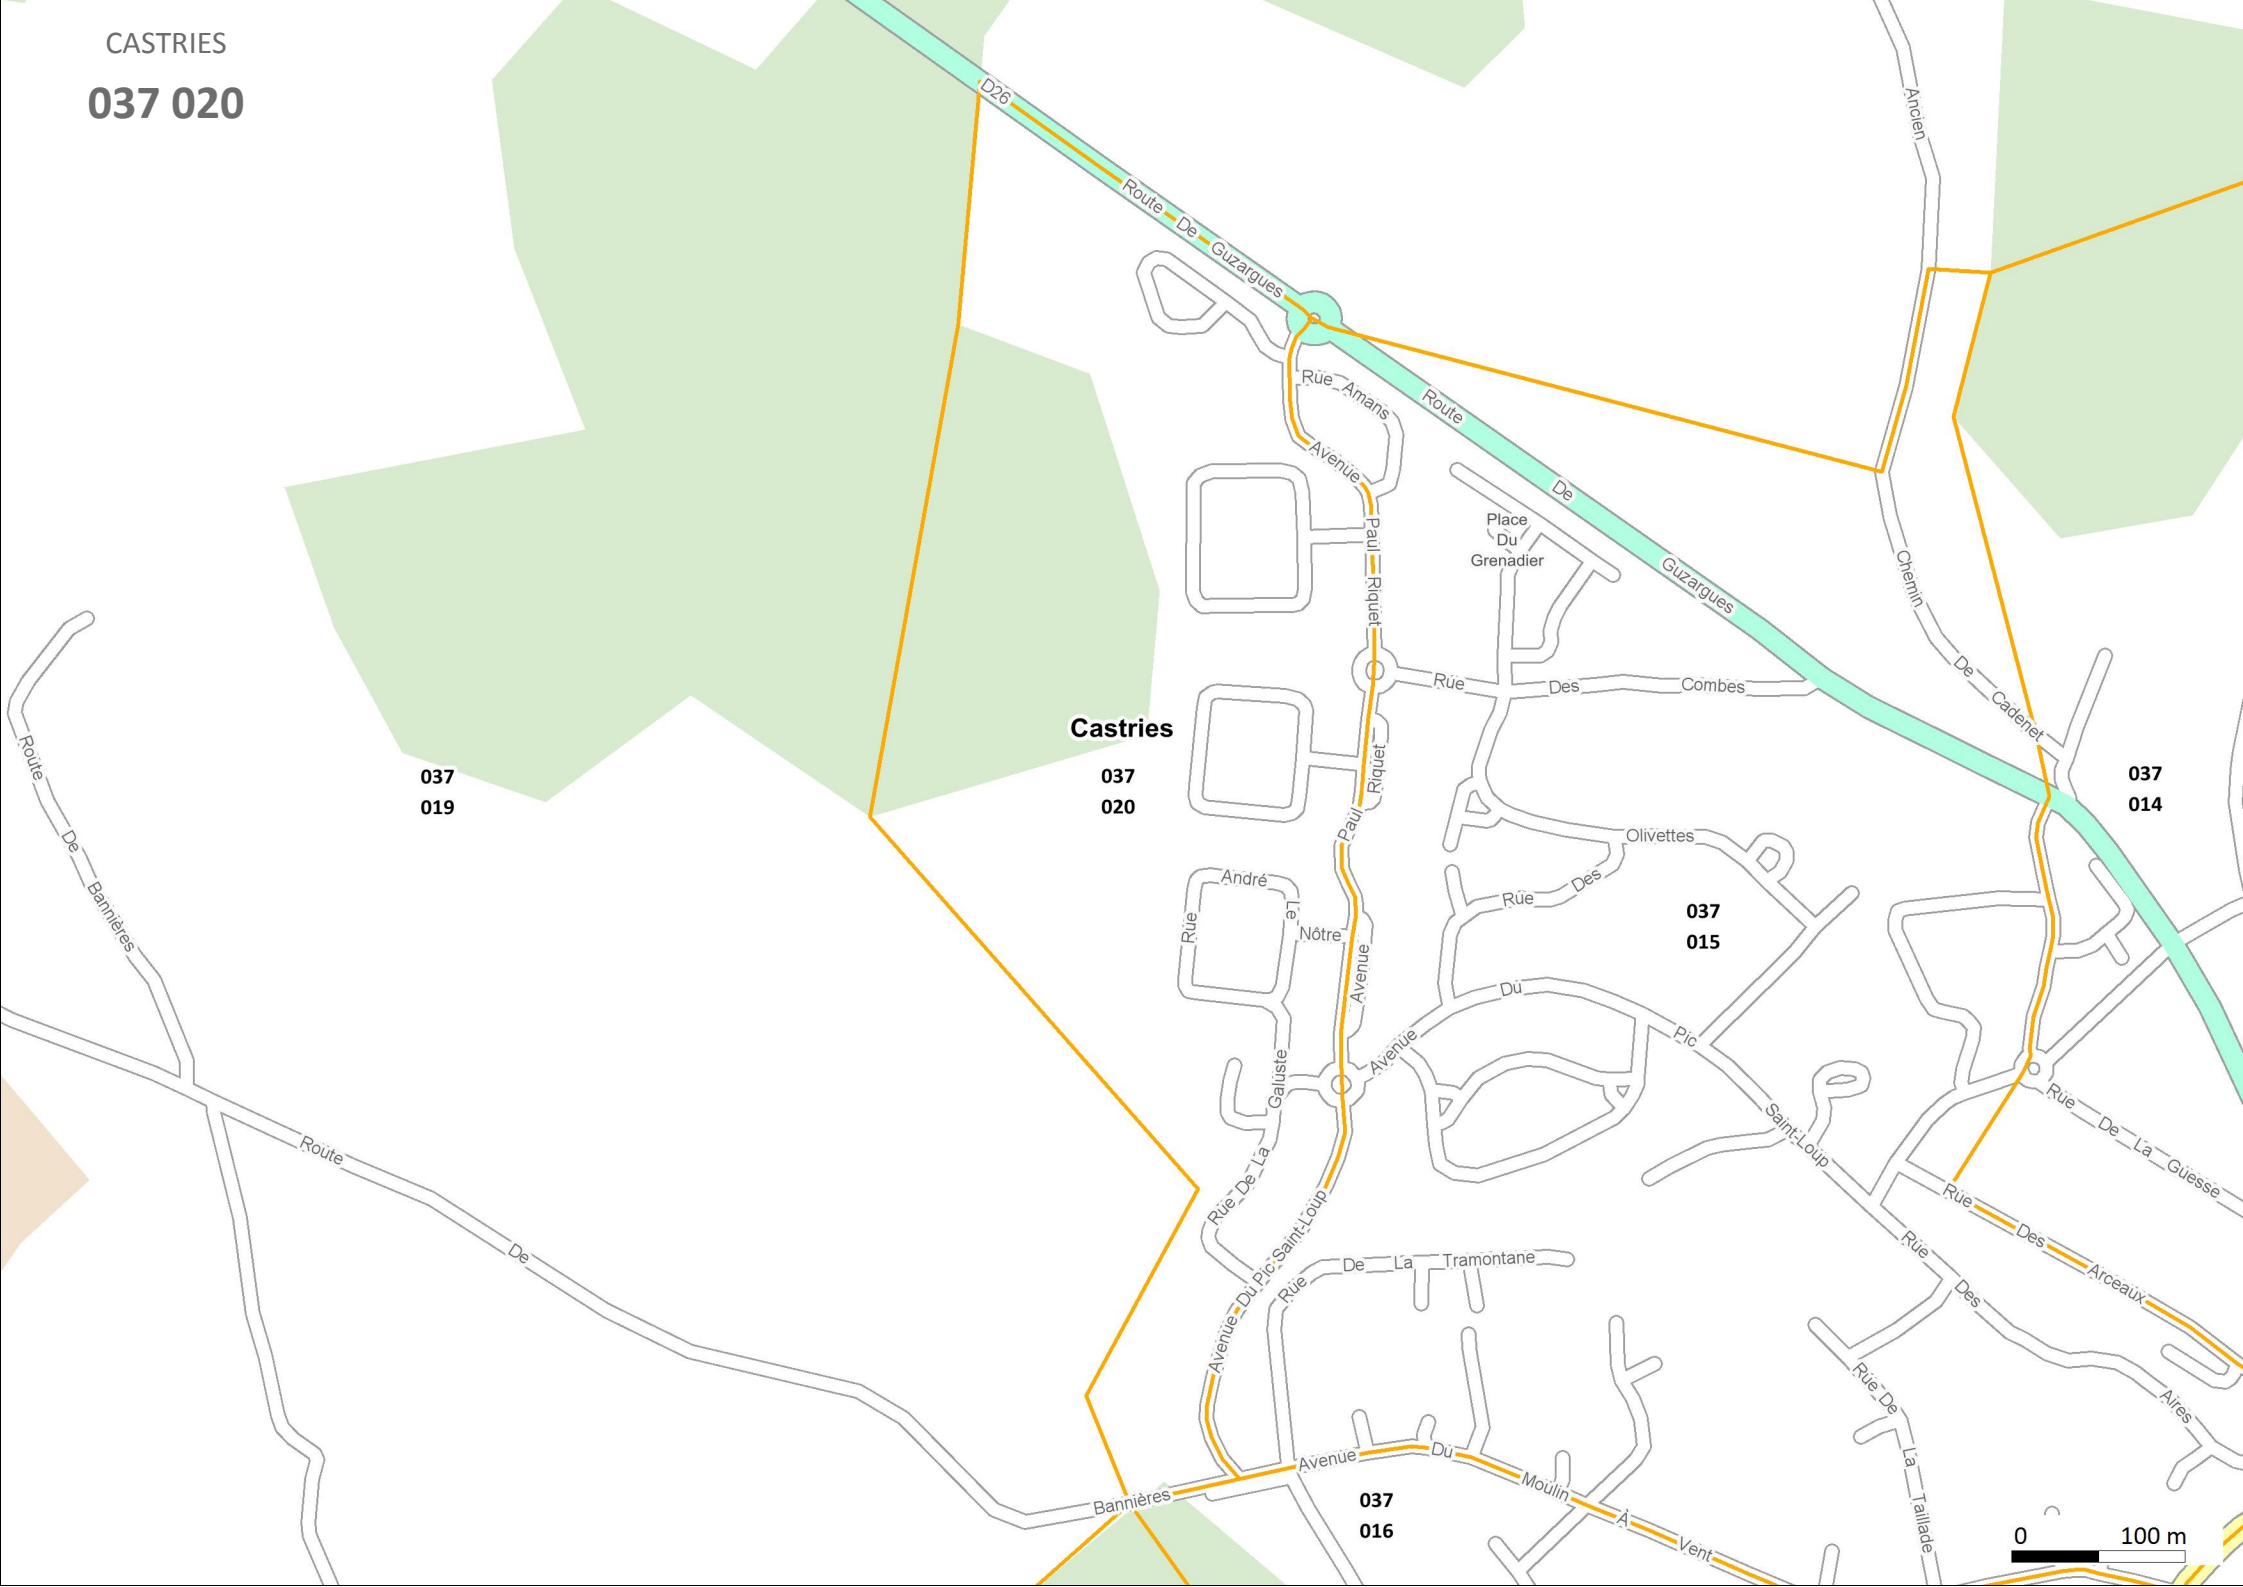 CASTRIES
037 020
D26
Route De Guzargues
Ancien
Rue Amans
Route De Guzargues
Avenue Paul Riquet
Place
Du
Grenadier
Chemin De Cadenet
Rue Des Combes
Castries
037
019
037
020
037
014
Riquet
Paul
Route De Bannières
Olivettes
Rue Des
André
Rue
Le
Nôtre
Avenue
037
015
Avenue Du Pic Saint-Loup
Galuste
Rue De La
Rue De La Guesse
Route De
Rue Des Arceaux
Avenue Du Pic Saint-Loup
Rue De La Tramontane
Rue Des Aires
Rue De La Taillade
Bannières
Avenue Du Moulin À Vent
037
016
0 100 m